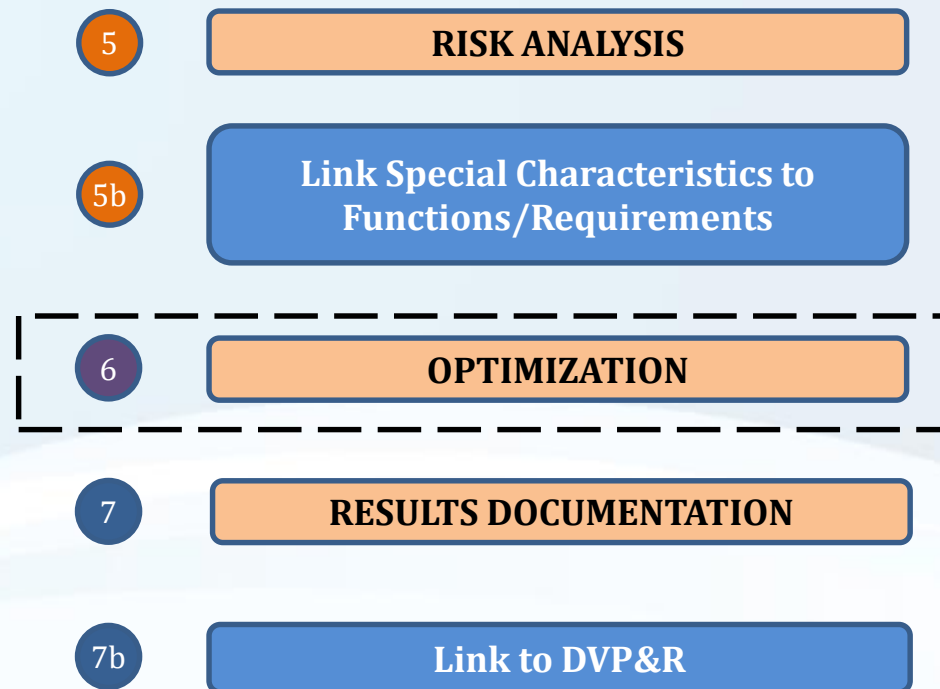 5
RISK ANALYSIS
5b
Link Special Characteristics to
Functions/Requirements
6
OPTIMIZATION
7
RESULTS DOCUMENTATION
7b
Link to DVP&R